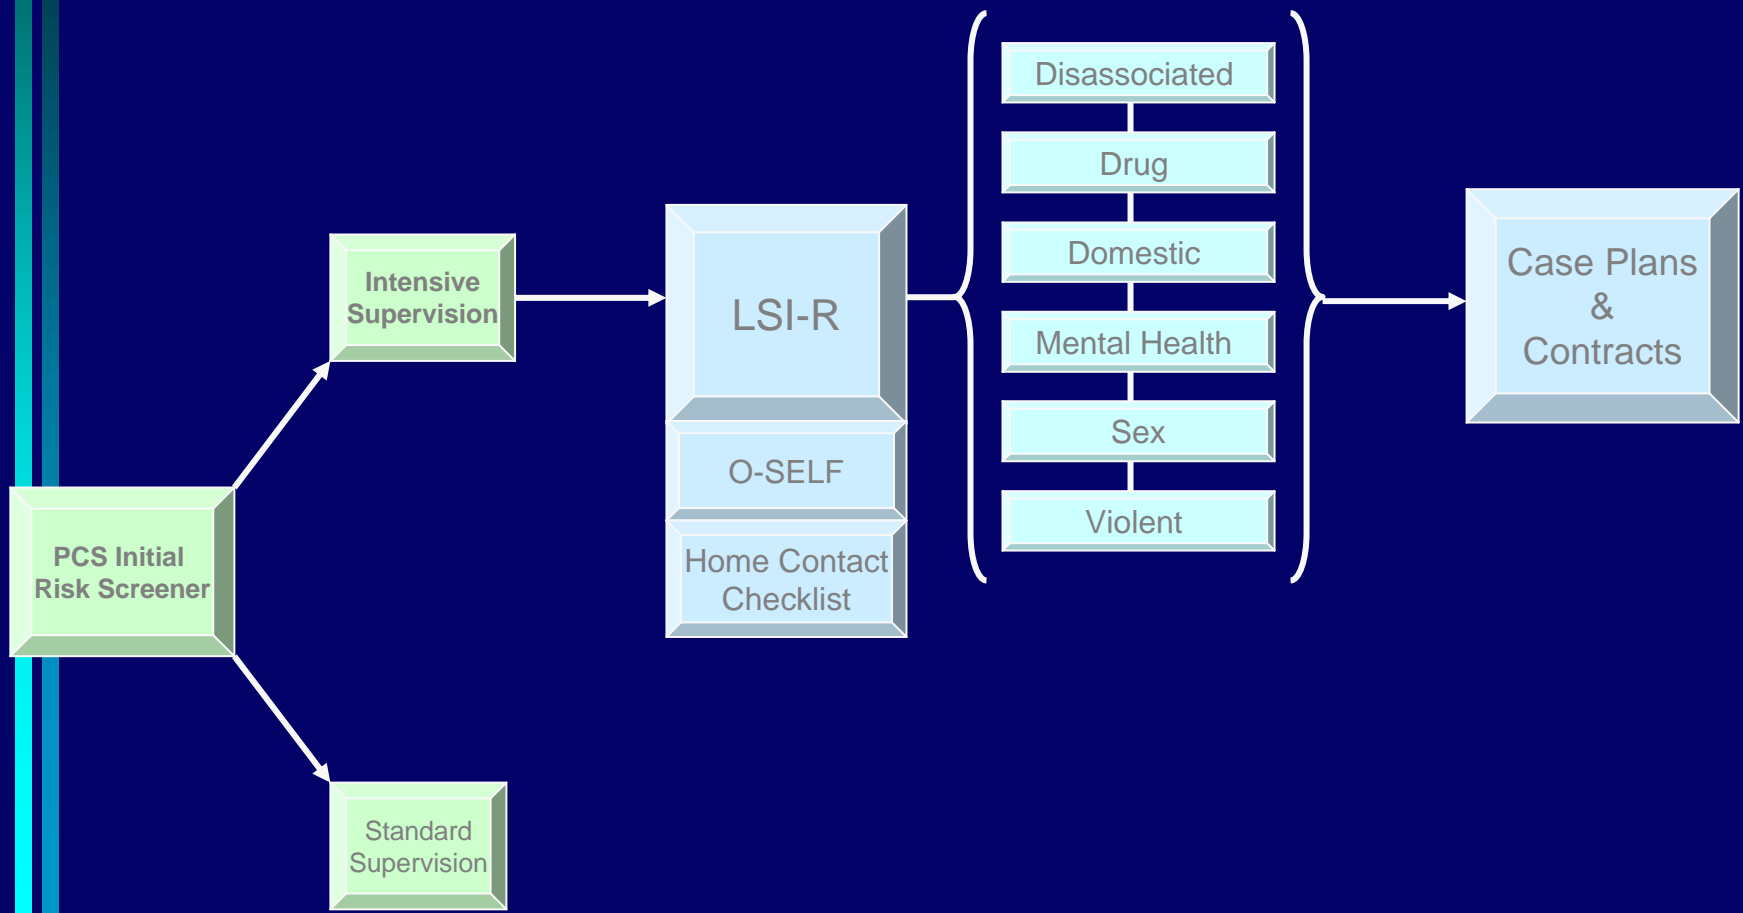 PCS Initial
Risk Screener
Intensive
Supervision
Standard
Supervision
LSI-R
O-SELF
Home Contact
Checklist
Disassociated
Drug
Domestic
Mental Health
Sex
Violent
Case Plans
&
Contracts